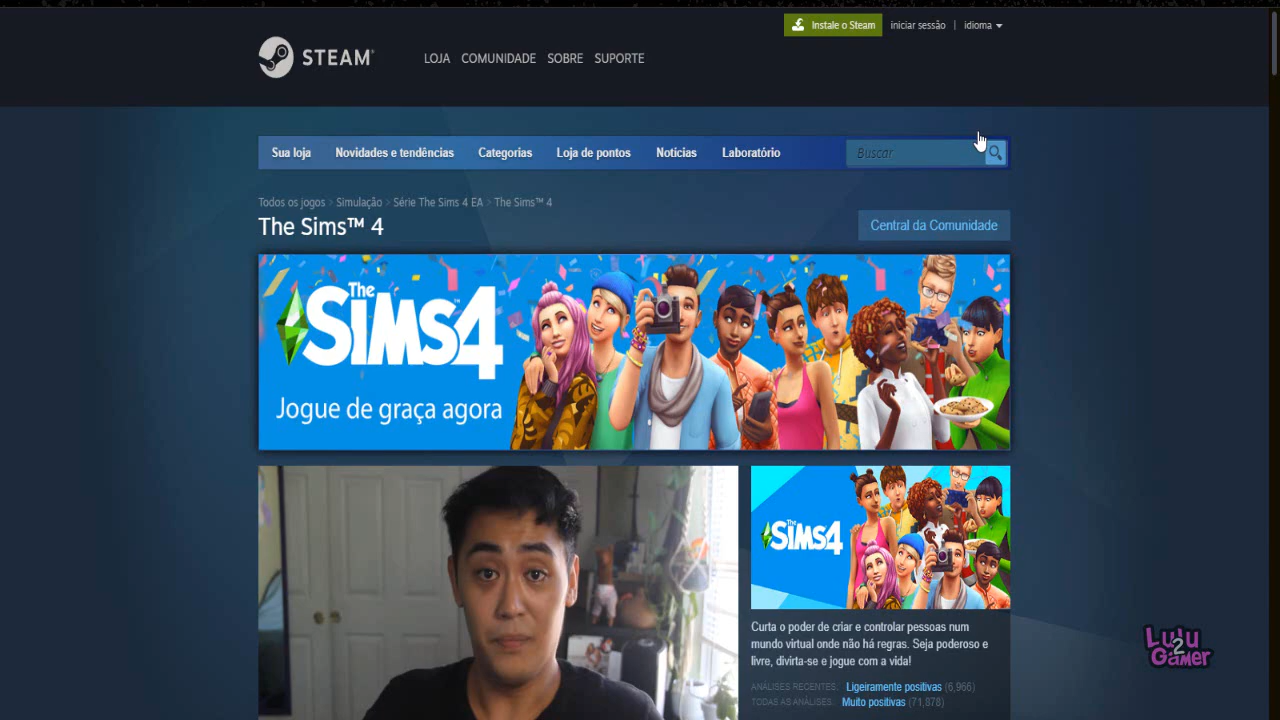 Instale o Steam
iniciar sessão | idioma
STEAM®
LOJA COMUNIDADE SOBRE SUPORTE
Sua loja Novidades e tendências Categorias Loja de pontos Notícias Laboratório Buscar
Todos os jogos > Simulação > Série The Sims 4 EA > The Sims™ 4
The Sims™ 4
Central da Comunidade
The
SIMS4
Jogue de graça agora
The
SIMS4
Curta o poder de criar e controlar pessoas num
mundo virtual onde não há regras. Seja poderoso e
livre, divirta-se e jogue com a vida!
ANÁLISES RECENTES: Ligeiramente positivas (6,966)
TODAS AS ANÁLISES: Muito positivas (71,878)
Lulu
2
Gamer